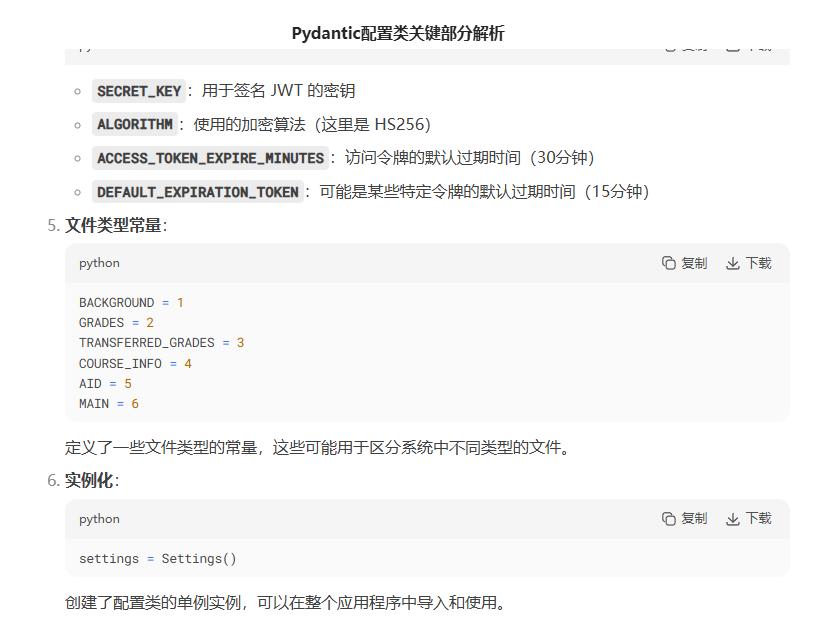 Pydantic配置类关键部分解析
SECRET_KEY：用于签名 JWT 的密钥
ALGORITHM：使用的加密算法（这里是 HS256）
ACCESS_TOKEN_EXPIRE_MINUTES：访问令牌的默认过期时间（30分钟）
DEFAULT_EXPIRATION_TOKEN：可能是某些特定令牌的默认过期时间（15分钟）
5. 文件类型常量：
python 复制 下载
BACKGROUND = 1
GRADES = 2
TRANSFERRED_GRADES = 3
COURSE_INFO = 4
AID = 5
MAIN = 6
定义了一些文件类型的常量，这些可能用于区分系统中不同类型的文件。
6. 实例化：
python 复制 下载
settings = Settings()
创建了配置类的单例实例，可以在整个应用程序中导入和使用。